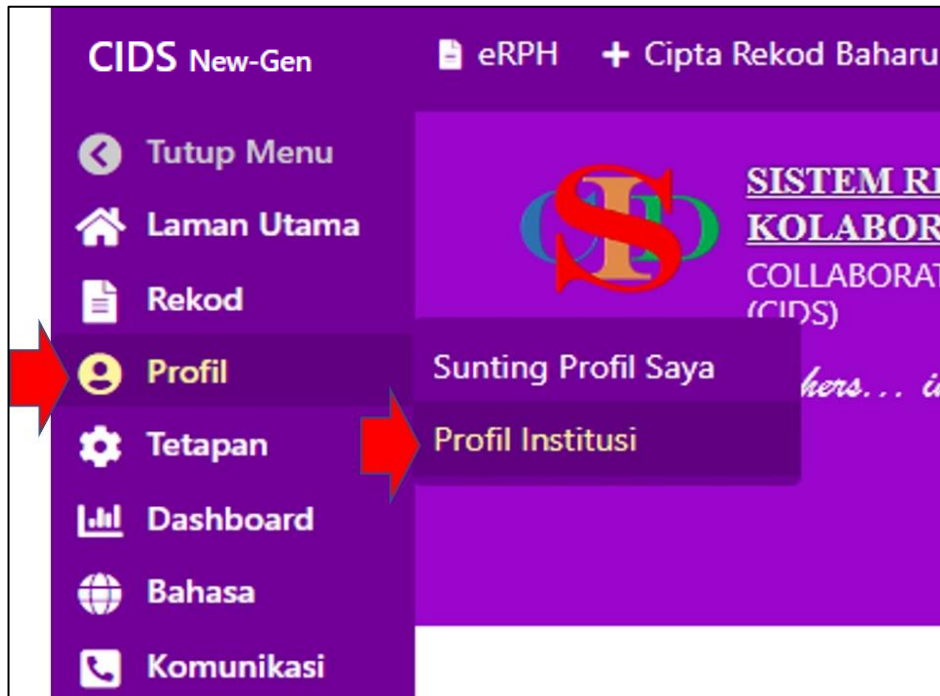 CIDS New-Gen
eRPH
Cipta Rekod Baharu
Tutup Menu
Laman Utama
Rekod
Profil
Tetapan
Dashboard
Bahasa
Komunikasi
SISTEM
KOLABOR
COLLABORAT
(CIDS)
Sunting Profil Saya
Profil Institusi
hers... i